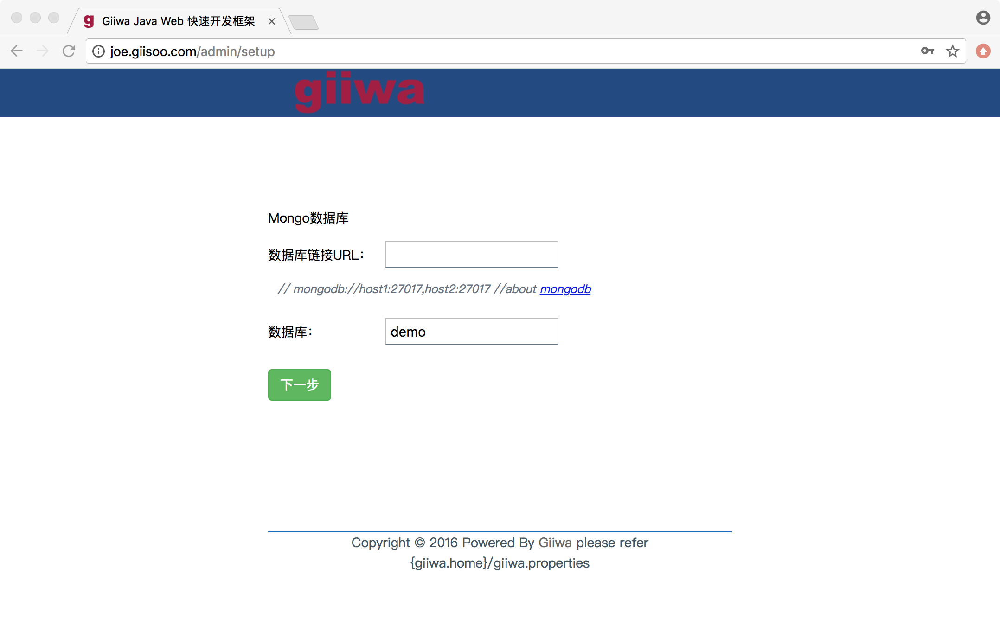 Giiwa Java Web 快速开发框架
joe.giisoo.com/admin/setup
giiwa
Mongo数据库
数据库链接URL：
// mongodb://host1:27017,host2:27017 //about mongodb
数据库： demo
下一步
Copyright © 2016 Powered By Giiwa please refer
{giiwa.home}/giiwa.properties